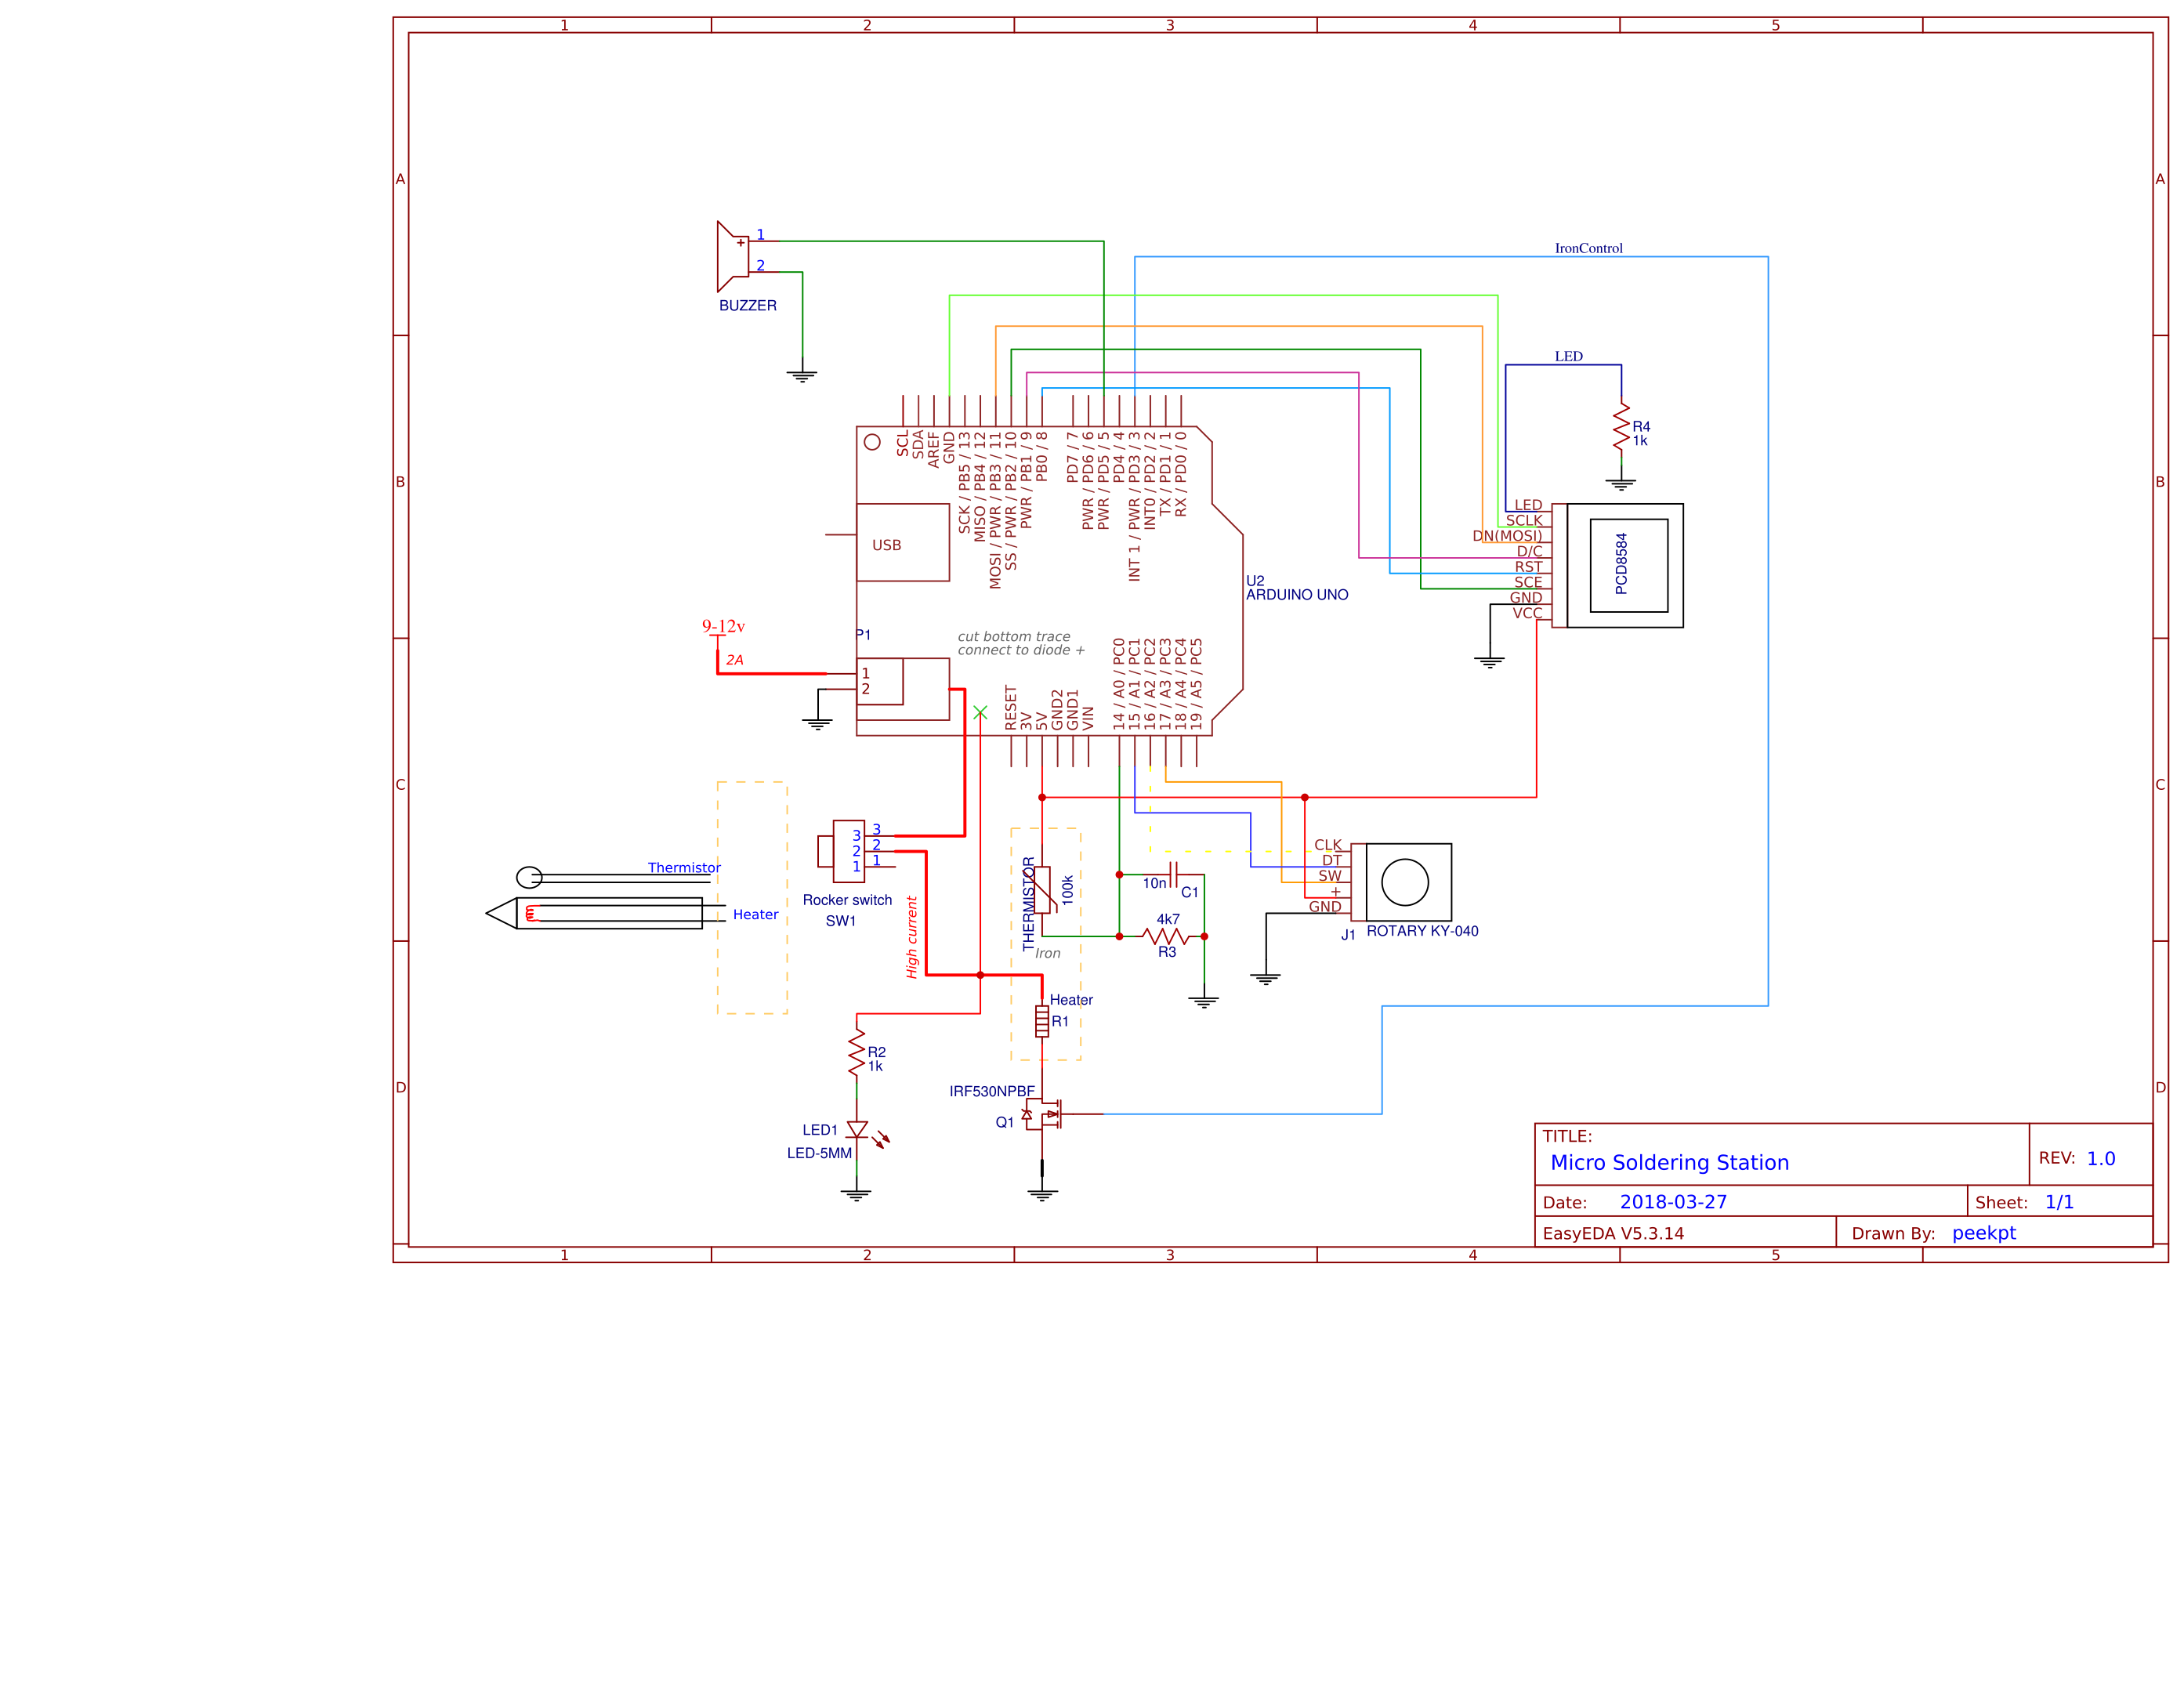 1 2 3 4 5
A A
IronControl
1
+
2
BUZZER
LED
R4
1k
B B
SCL
SDA
AREF
GND
SCK / PB5 / 13
MISO / PB4 / 12
MOSI / PWR / PB3 / 11
SS / PWR / PB2 / 10
PWR / PB1 / 9
PB0 / 8
PD7 / 7
PWR / PD6 / 6
PWR / PD5 / 5
PD4 / 4
INT 1 / PWR / PD3 / 3
INT0 / PD2 / 2
TX / PD1 / 1
RX / PD0 / 0
USB
LED
SCLK
DN(MOSI)
D/C
RST
SCE
GND
VCC
PCD8584
U2
ARDUINO UNO
9-12v
2A
P1
1
2
cut bottom trace
connect to diode +
RESET
3V
5V
GND2
GND1
VIN
14 / A0 / PC0
15 / A1 / PC1
16 / A2 / PC2
17 / A3 / PC3
18 / A4 / PC4
19 / A5 / PC5
C C
3 3
2 2
1 1
Rocker switch
SW1
Thermistor
Heater
High current
THERMISTOR
100k
Iron
10n
C1
4k7
R3
CLK
DT
SW
+
GND
J1 ROTARY KY-040
Heater
R1
R2
1k
D D
IRF530NPBF
Q1
LED1
LED-5MM
TITLE:
Micro Soldering Station
REV: 1.0
Date: 2018-03-27
Sheet: 1/1
EasyEDA V5.3.14
Drawn By: peekpt
1 2 3 4 5